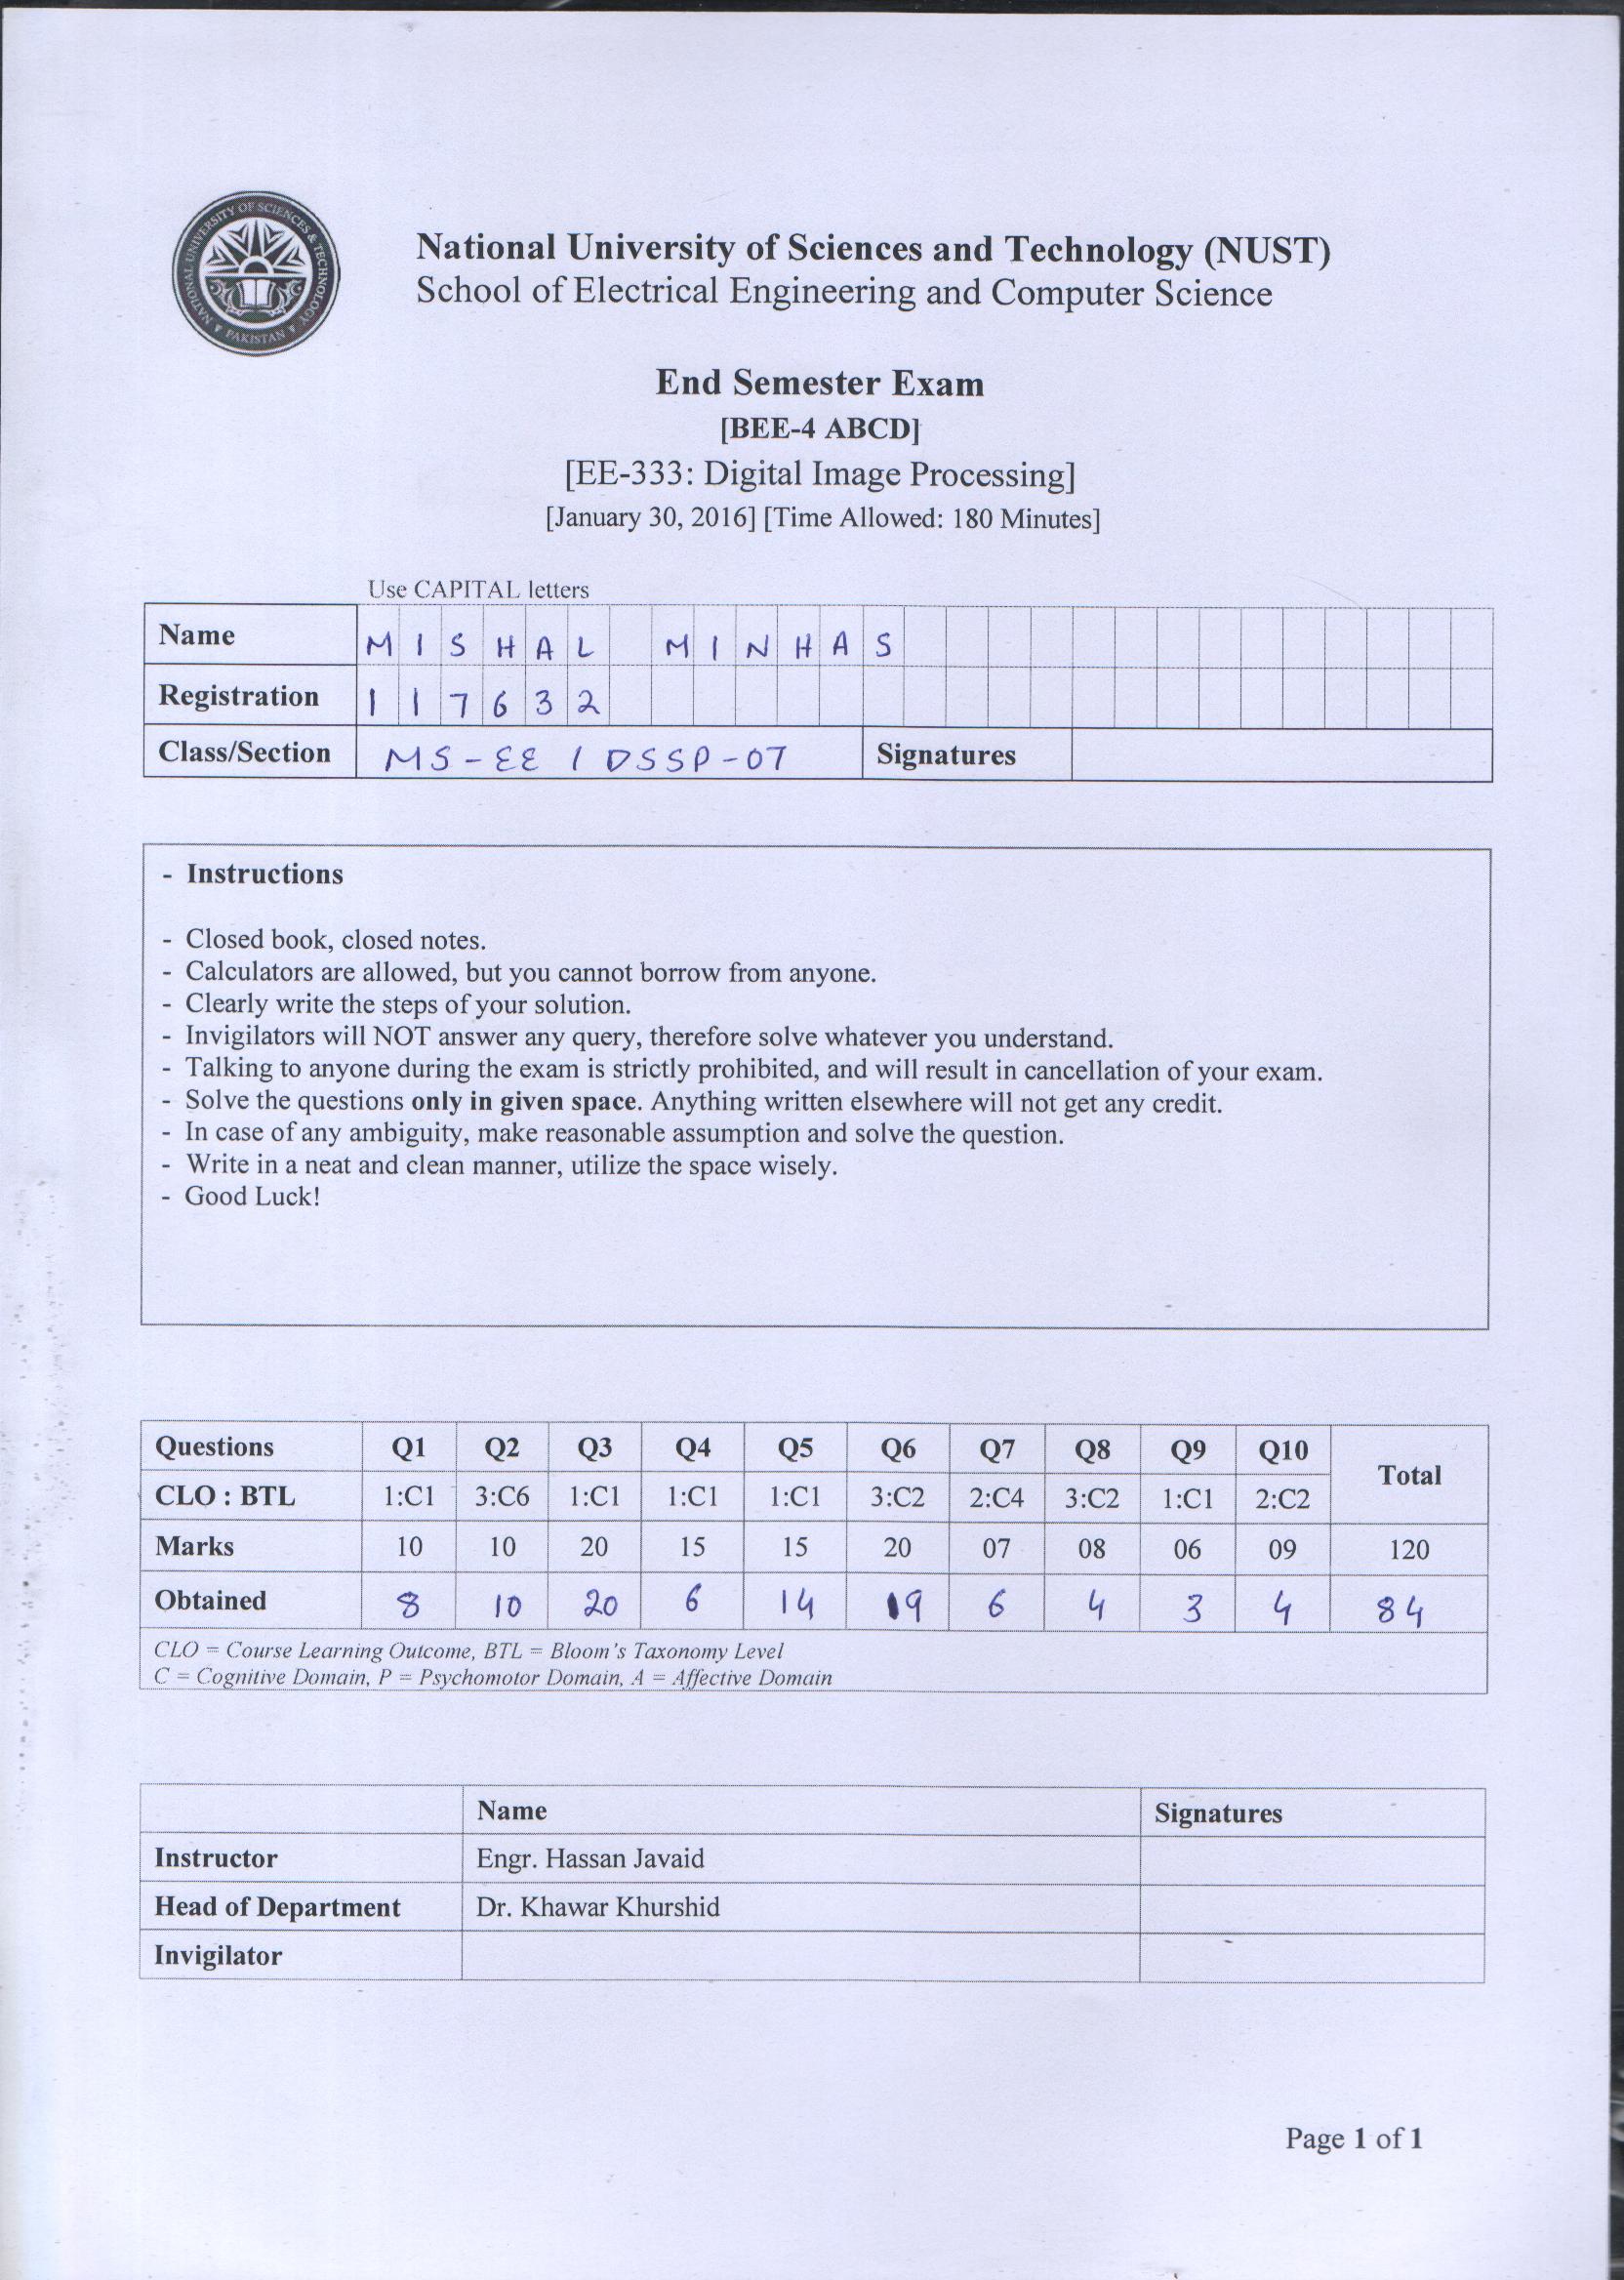 NATIONAL UNIVERSITY OF SCIENCES & TECHNOLOGY
PAKISTAN
National University of Sciences and Technology (NUST)
School of Electrical Engineering and Computer Science
End Semester Exam
[BEE-4 ABCD]
[EE-333: Digital Image Processing]
[January 30, 2016] [Time Allowed: 180 Minutes]
Use CAPITAL letters
Name MISHAL MINHAS
Registration 117632
Class/Section MS-EE / DSSP-07 Signatures
- Instructions
- Closed book, closed notes.
- Calculators are allowed, but you cannot borrow from anyone.
- Clearly write the steps of your solution.
- Invigilators will NOT answer any query, therefore solve whatever you understand.
- Talking to anyone during the exam is strictly prohibited, and will result in cancellation of your exam.
- Solve the questions only in given space. Anything written elsewhere will not get any credit.
- In case of any ambiguity, make reasonable assumption and solve the question.
- Write in a neat and clean manner, utilize the space wisely.
- Good Luck!
Questions Q1 Q2 Q3 Q4 Q5 Q6 Q7 Q8 Q9 Q10 Total
CLO : BTL 1:C1 3:C6 1:C1 1:C1 1:C1 3:C2 2:C4 3:C2 1:C1 2:C2
Marks 10 10 20 15 15 20 07 08 06 09 120
Obtained 8 10 20 6 14 19 6 4 3 4 84
CLO = Course Learning Outcome, BTL = Bloom's Taxonomy Level
C = Cognitive Domain, P = Psychomotor Domain, A = Affective Domain
Name Signatures
Instructor Engr. Hassan Javaid
Head of Department Dr. Khawar Khurshid
Invigilator
Page 1 of 1